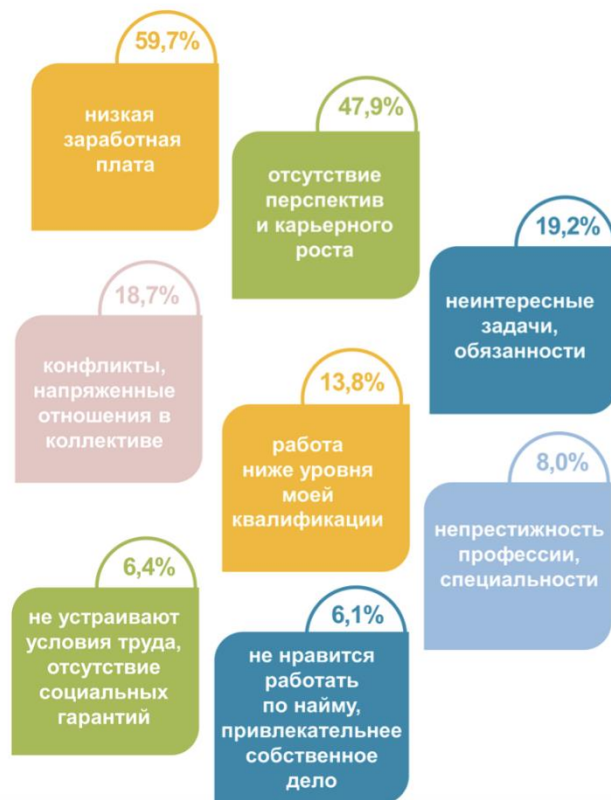 59,7%
низкая
заработная
плата
47,9%
отсутствие
перспектив
и карьерного
роста
19,2%
неинтересные
задачи,
обязанности
18,7%
конфликты,
напряженные
отношения в
коллективе
13,8%
работа
ниже уровня
моей
квалификации
8,0%
непрестижность
профессии,
специальности
6,4%
не устраивают
условия труда,
отсутствие
социальных
гарантий
6,1%
не нравится
работать
по найму,
привлекательнее
собственное
дело